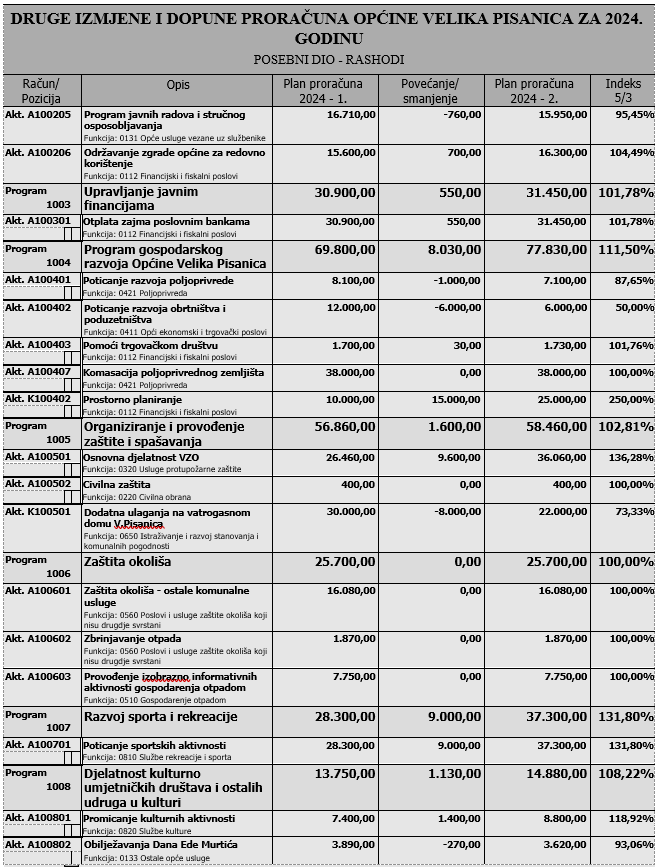 DRUGE IZMJENE I DOPUNE PRORAČUNA OPĆINE VELIKA PISANICA ZA 2024.
GODINU
POSEBNI DIO - RASHODI
Račun/ Opis Plan proračuna Povećanje/ Plan proračuna Indeks
Pozicija 2024 - 1. smanjenje 2024 - 2. 5/3
Akt. A100205 Program javnih radova i stručnog 16.710,00 -760,00 15.950,00 95,45%
osposobljavanja
Funkcija: 0131 Opće usluge vezane uz službenike
Akt. A100206 Održavanje zgrade općine za redovno 15.600,00 700,00 16.300,00 104,49%
korištenje
Funkcija: 0112 Financijski i fiskalni poslovi
Program Upravljanje javnim 30.900,00 550,00 31.450,00 101,78%
1003 financijama
Akt. A100301 Otplata zajma poslovnim bankama 30.900,00 550,00 31.450,00 101,78%
Funkcija: 0112 Financijski i fiskalni poslovi
Program Program gospodarskog 69.800,00 8.030,00 77.830,00 111,50%
1004 razvoja Općine Velika Pisanica
Akt. A100401 Poticanje razvoja poljoprivrede 8.100,00 -1.000,00 7.100,00 87,65%
Funkcija: 0421 Poljoprivreda
Akt. A100402 Poticanje razvoja obrtništva i 12.000,00 -6.000,00 6.000,00 50,00%
poduzetništva
Funkcija: 0411 Opći ekonomski i trgovački poslovi
Akt. A100403 Pomoći trgovačkom društvu 1.700,00 30,00 1.730,00 101,76%
Funkcija: 0112 Financijski i fiskalni poslovi
Akt. A100407 Komasacija poljoprivrednog zemljišta 38.000,00 0,00 38.000,00 100,00%
Funkcija: 0421 Poljoprivreda
Akt. K100402 Prostorno planiranje 10.000,00 15.000,00 25.000,00 250,00%
Funkcija: 0112 Financijski i fiskalni poslovi
Program Organiziranje i provođenje 56.860,00 1.600,00 58.460,00 102,81%
1005 zaštite i spašavanja
Akt. A100501 Osnovna djelatnost VZO 26.460,00 9.600,00 36.060,00 136,28%
Funkcija: 0320 Usluge protupožarne zaštite
Akt. A100502 Civilna zaštita 400,00 0,00 400,00 100,00%
Funkcija: 0220 Civilna obrana
Akt. K100501 Dodatna ulaganja na vatrogasnom 30.000,00 -8.000,00 22.000,00 73,33%
domu V.Pisanica
Funkcija: 0650 Istraživanje i razvoj stanovanja i
komunalnih pogodnosti
Program Zaštita okoliša 25.700,00 0,00 25.700,00 100,00%
1006
Akt. A100601 Zaštita okoliša - ostale komunalne 16.080,00 0,00 16.080,00 100,00%
usluge
Funkcija: 0560 Poslovi i usluge zaštite okoliša koji
nisu drugdje svrstani
Akt. A100602 Zbrinjavanje otpada 1.870,00 0,00 1.870,00 100,00%
Funkcija: 0560 Poslovi i usluge zaštite okoliša koji
nisu drugdje svrstani
Akt. A100603 Provođenje izobrazno informativnih 7.750,00 0,00 7.750,00 100,00%
aktivnosti gospodarenja otpadom
Funkcija: 0510 Gospodarenje otpadom
Program Razvoj sporta i rekreacije 28.300,00 9.000,00 37.300,00 131,80%
1007
Akt. A100701 Poticanje sportskih aktivnosti 28.300,00 9.000,00 37.300,00 131,80%
Funkcija: 0810 Službe rekreacije i sporta
Program Djelatnost kulturno 13.750,00 1.130,00 14.880,00 108,22%
1008 umjetničkih društava i ostalih
udruga u kulturi
Akt. A100801 Promicanje kulturnih aktivnosti 7.400,00 1.400,00 8.800,00 118,92%
Funkcija: 0820 Službe kulture
Akt. A100802 Obilježavanja Dana Ede Murtića 3.890,00 -270,00 3.620,00 93,06%
Funkcija: 0133 Ostale opće usluge